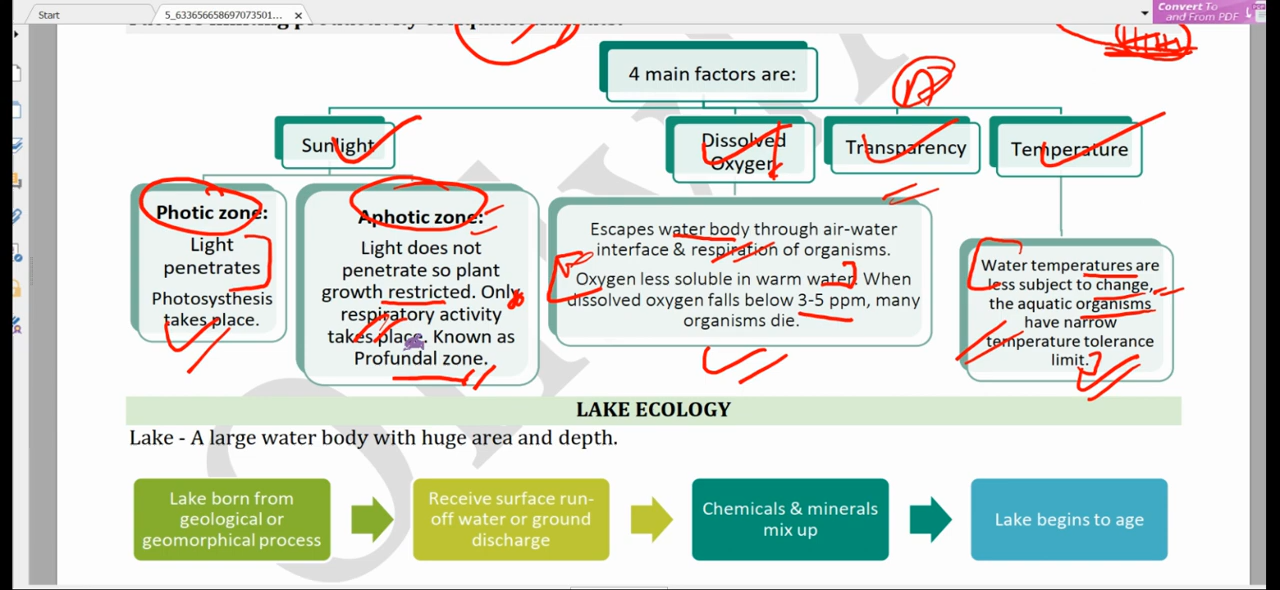 Start
5_633656658697073501...
Convert To
and From PDF
4 main factors are:
Sunlight
Dissolved
Oxygen
Transparency
Temperature
Photic zone:
Light
penetrates
Photosysthesis
takes place.
Aphotic zone:
Light does not
penetrate so plant
growth restricted. Only
respiratory activity
takes place. Known as
Profundal zone.
Escapes water body through air-water
interface & respiration of organisms.
Oxygen less soluble in warm water. When
dissolved oxygen falls below 3-5 ppm, many
organisms die.
Water temperatures are
less subject to change,
the aquatic organisms
have narrow
temperature tolerance
limit.
LAKE ECOLOGY
Lake - A large water body with huge area and depth.
Lake born from
geological or
geomorphical process
Receive surface run-
off water or ground
discharge
Chemicals & minerals
mix up
Lake begins to age